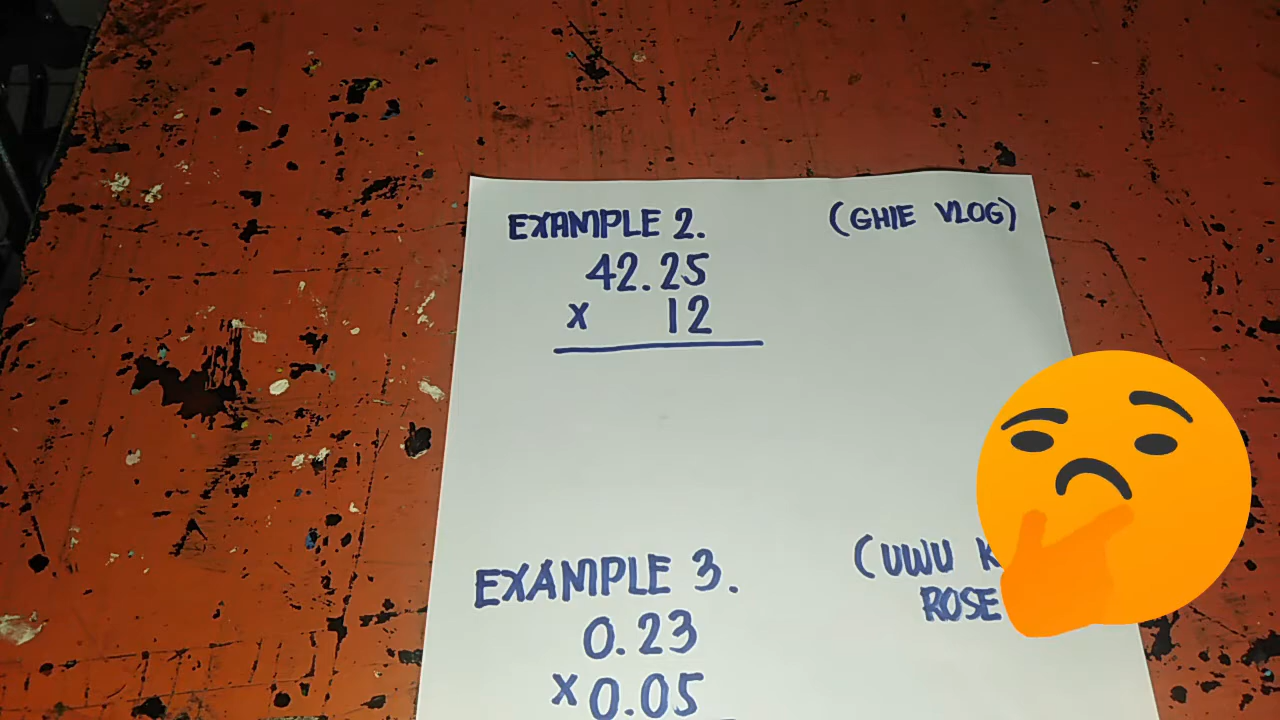 EXAMPLE 2. (GHIE VLOG)
42.25
x 12
EXAMPLE 3. (UWU
ROSE
0.23
x 0.05